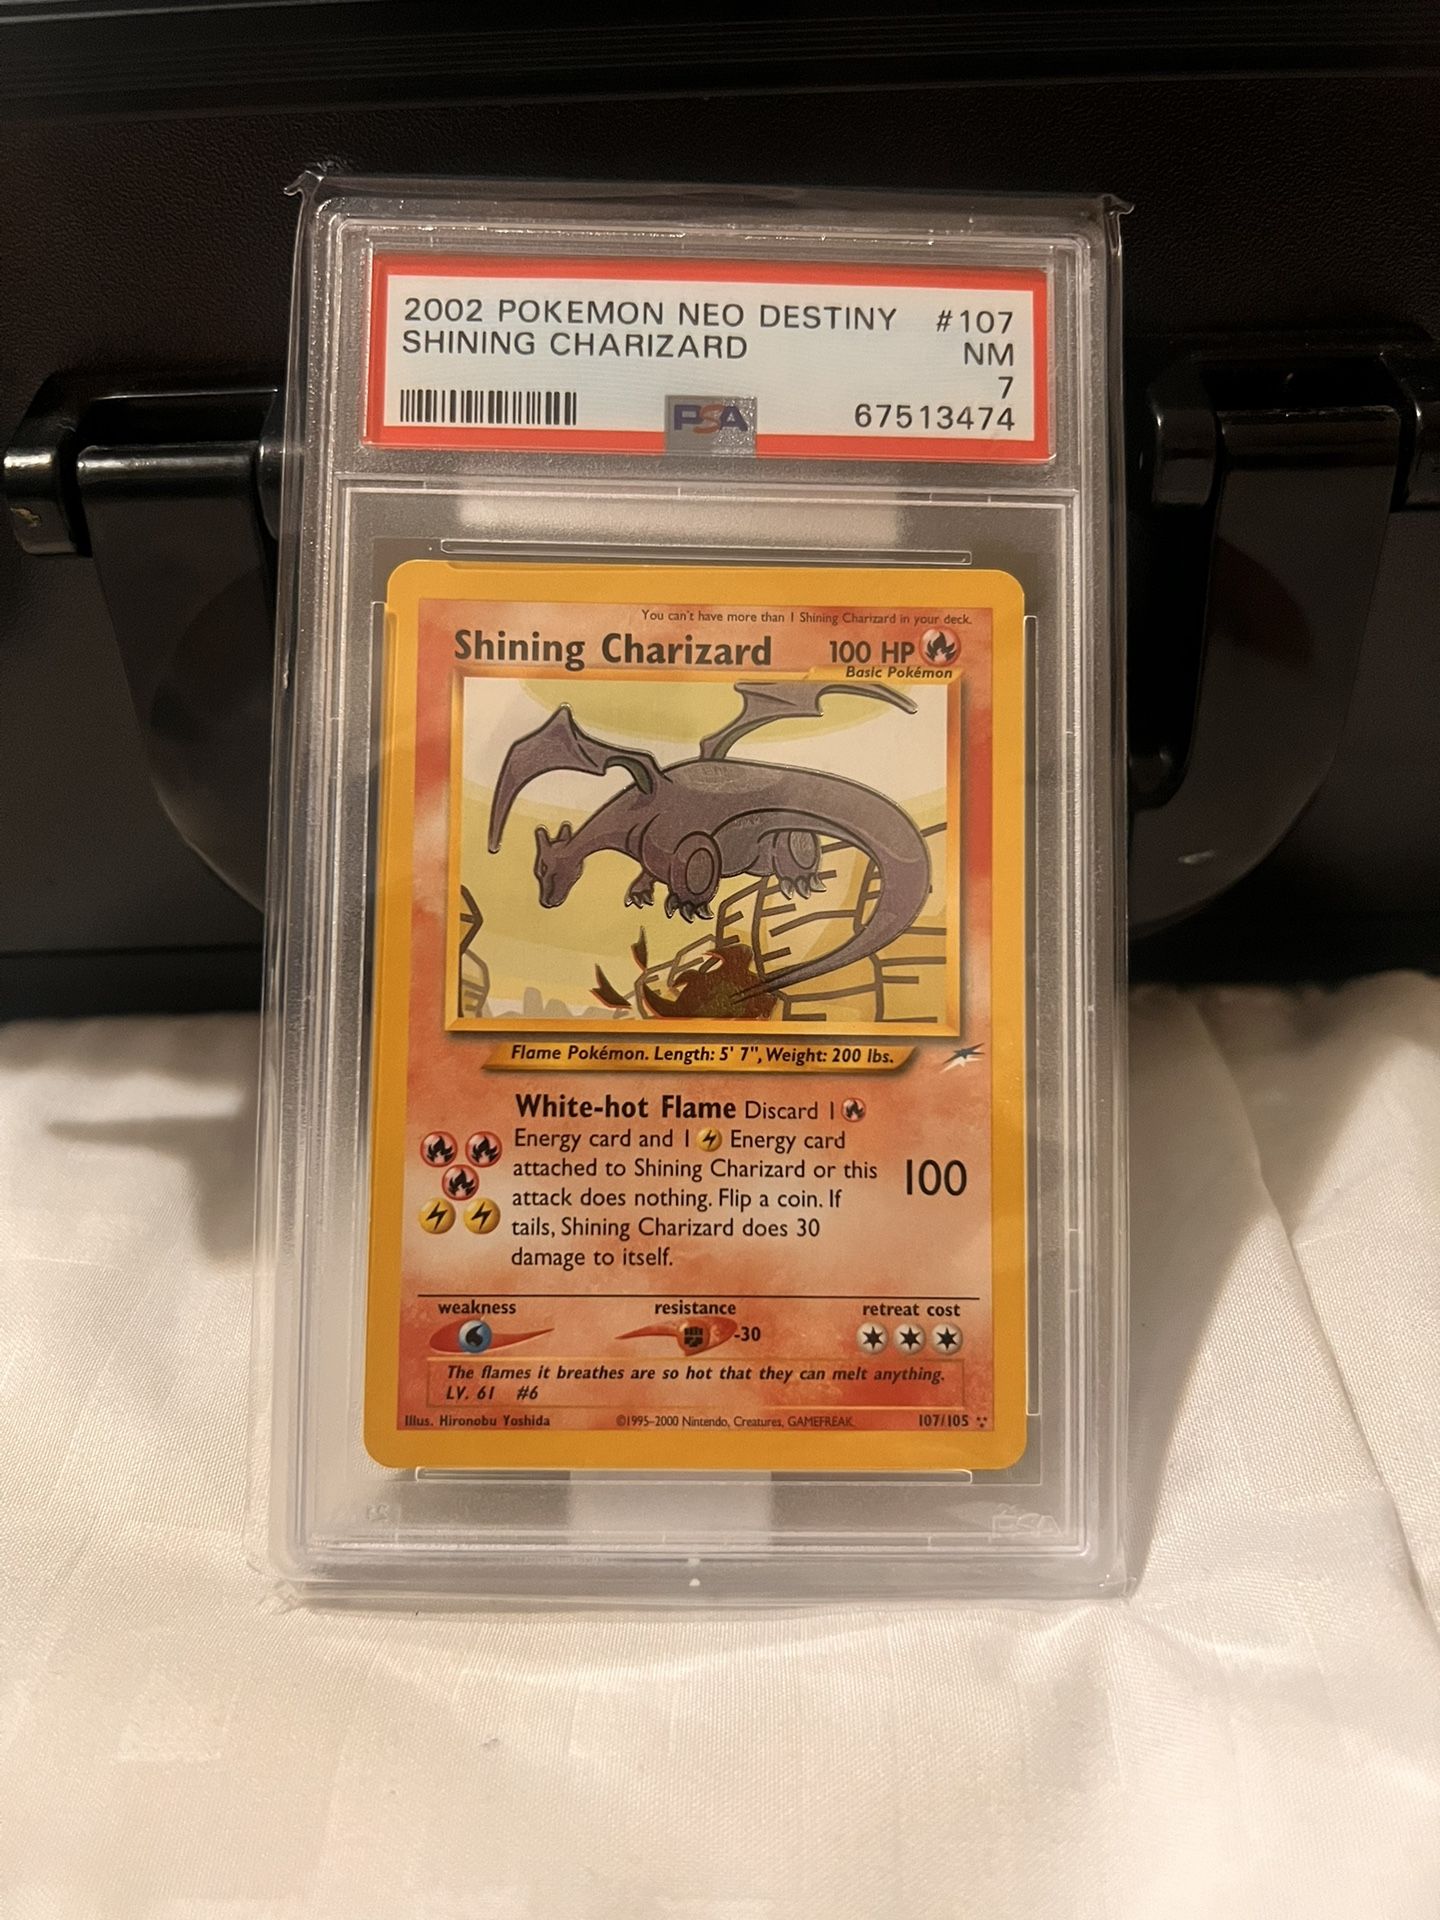 2002 POKEMON NEO DESTINY #107
SHINING CHARIZARD NM
7
PSA 67513474
You can't have more than 1 Shining Charizard in your deck.
Shining Charizard 100 HP
Basic Pokémon
Flame Pokémon. Length: 5' 7", Weight: 200 lbs.
White-hot Flame Discard 1
Energy card and 1 Energy card
attached to Shining Charizard or this
attack does nothing. Flip a coin. If
tails, Shining Charizard does 30
damage to itself.
100
weakness resistance retreat cost
-30
The flames it breathes are so hot that they can melt anything.
LV. 61 #6
Illus. Hironobu Yoshida ©1995-2000 Nintendo, Creatures, GAMEFREAK. 107/105
PSA